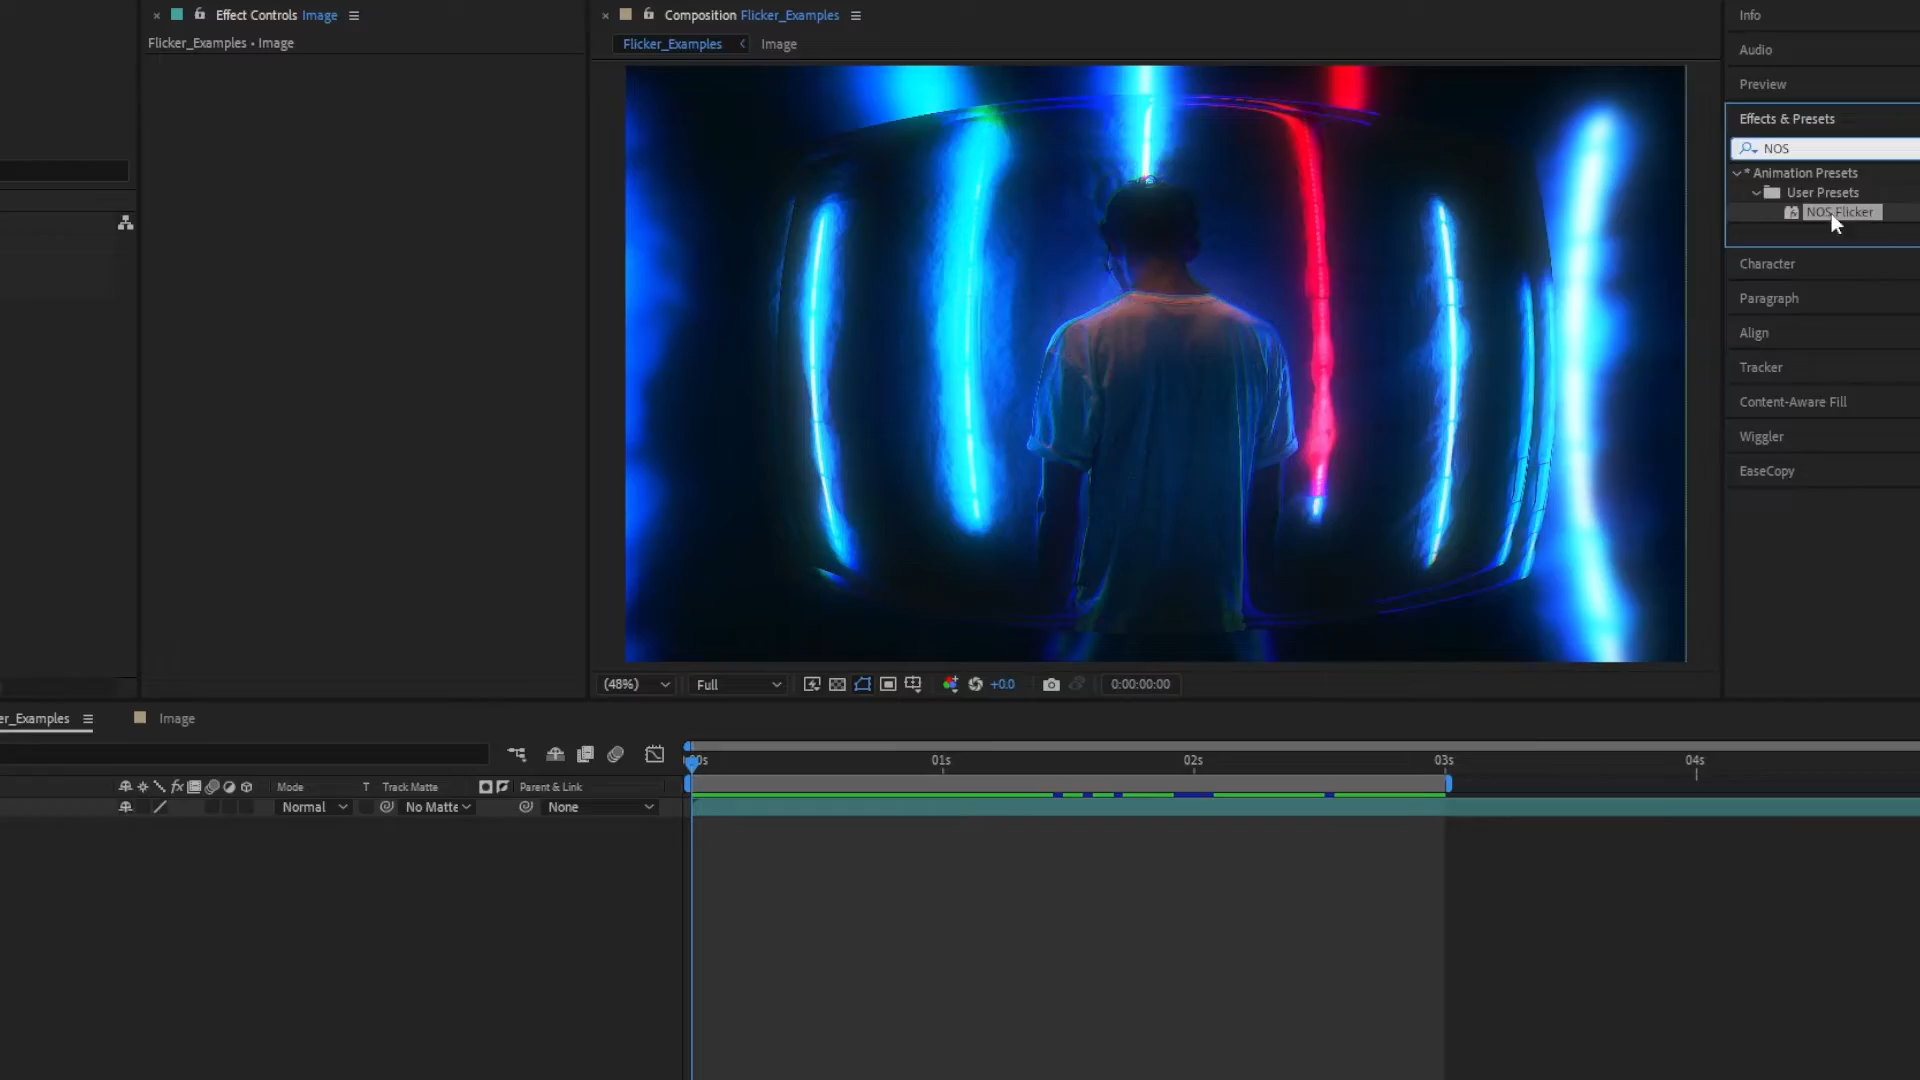 Effect Controls Image
Flicker_Examples • Image
Composition Flicker_Examples
Flicker_Examples
Image
Info
Audio
Preview
Effects & Presets
NOS
* Animation Presets
User Presets
NOS Flicker
Character
Paragraph
Align
Tracker
Content-Aware Fill
Wiggler
EaseCopy
(48%)
Full
+0.0
0:00:00:00
er_Examples
Image
00s
01s
02s
03s
04s
fx
Mode
T
Track Matte
Parent & Link
Normal
No Matte
None